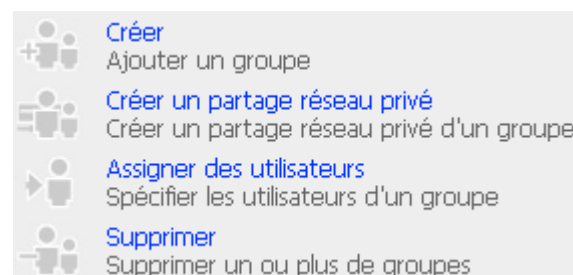 Créer
Ajouter un groupe
Créer un partage réseau privé
Créer un partage réseau privé d'un groupe
Assigner des utilisateurs
Spécifier les utilisateurs d'un groupe
Supprimer
Supprimer un ou plus de groupes